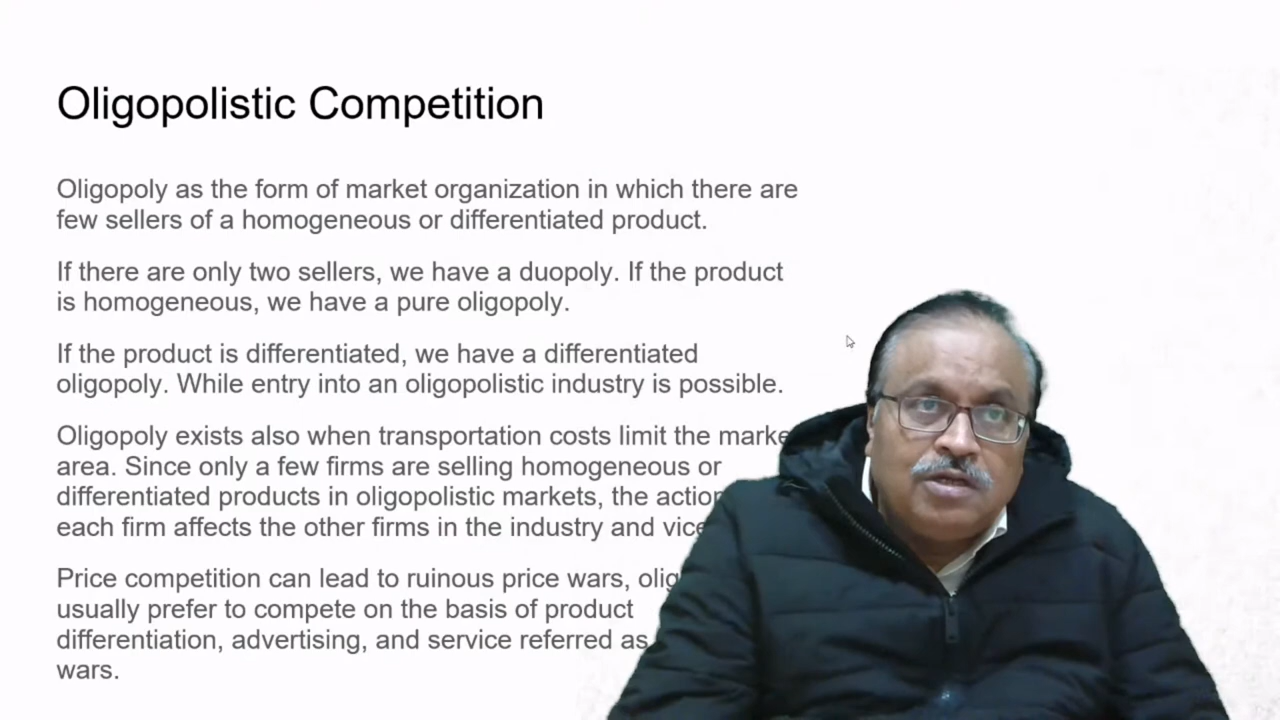 Oligopolistic Competition
Oligopoly as the form of market organization in which there are
few sellers of a homogeneous or differentiated product.
If there are only two sellers, we have a duopoly. If the product
is homogeneous, we have a pure oligopoly.
If the product is differentiated, we have a differentiated
oligopoly. While entry into an oligopolistic industry is possible.
Oligopoly exists also when transportation costs limit the
area. Since only a few firms are selling homogeneous or
differentiated products in oligopolistic markets, the
each firm affects the other firms in the industry and
Price competition can lead to ruinous price wars,
usually prefer to compete on the basis of product
differentiation, advertising, and service referred as
wars.